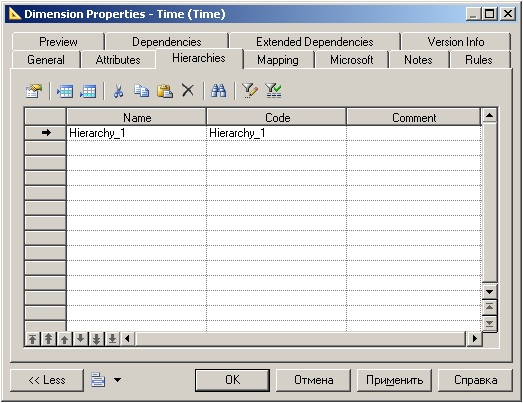 Dimension Properties - Time (Time)
Preview Dependencies Extended Dependencies Version Info
General Attributes Hierarchies Mapping Microsoft Notes Rules
Name Code Comment
Hierarchy_1 Hierarchy_1
<< Less OK Отмена Применить Справка